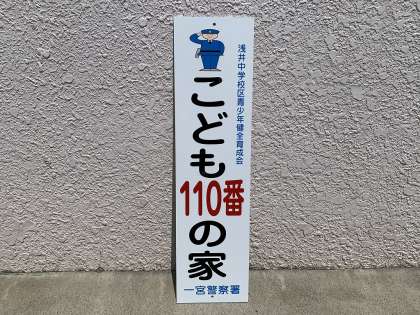 浅井中学校区青少年健全育成会
こども
110番
の家
一宮警察署